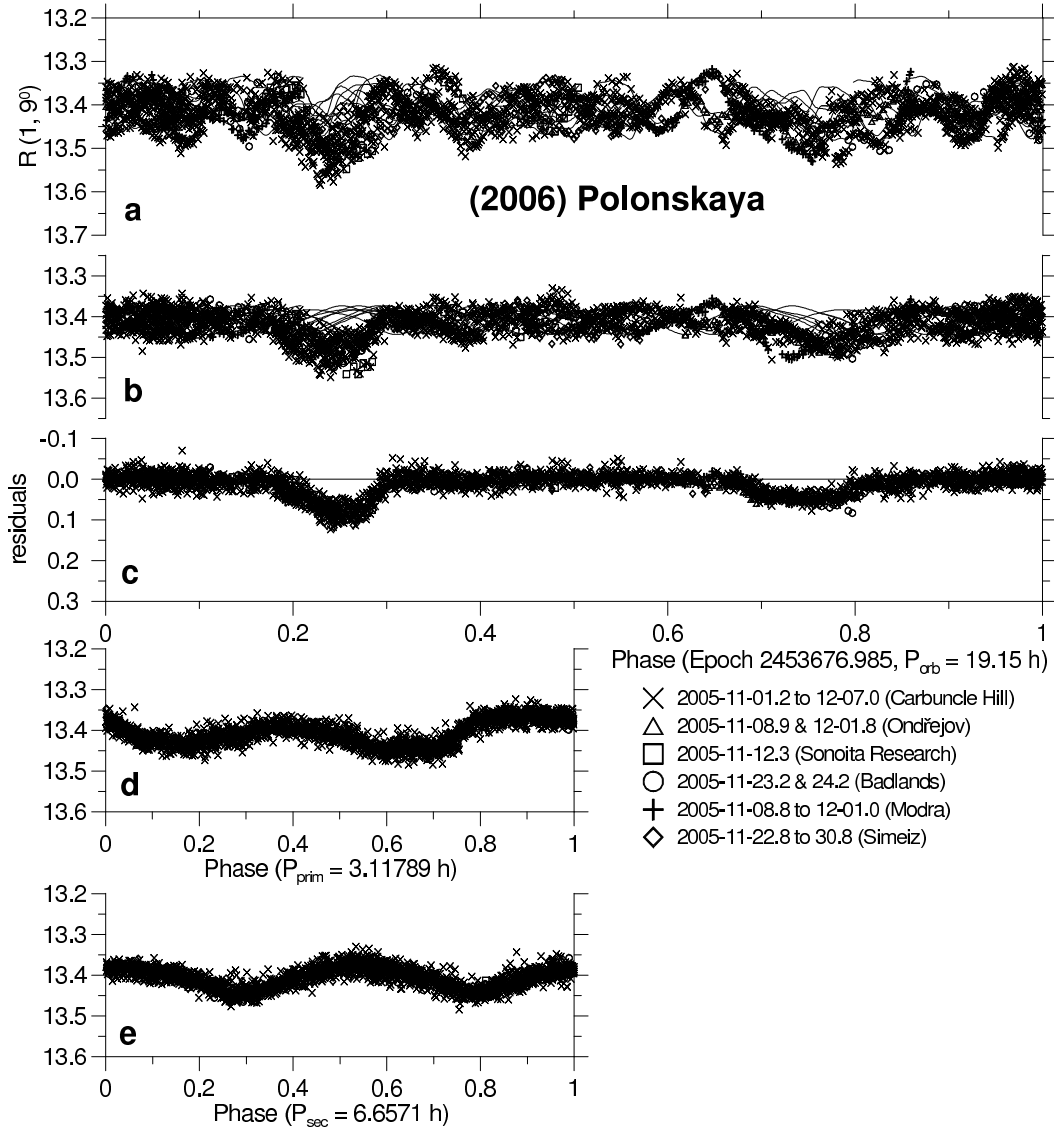 13.2
13.3
13.4
13.5
13.6
13.7
R (1, 9⁰)
a
(2006) Polonskaya
13.3
13.4
13.5
13.6
b
-0.1
0.0
0.1
0.2
0.3
residuals
c
0 0.2 0.4 0.6 0.8 1
Phase (Epoch 2453676.985, P_orb = 19.15 h)
2005-11-01.2 to 12-07.0 (Carbuncle Hill)
2005-11-08.9 & 12-01.8 (Ondřejov)
2005-11-12.3 (Sonoita Research)
2005-11-23.2 & 24.2 (Badlands)
2005-11-08.8 to 12-01.0 (Modra)
2005-11-22.8 to 30.8 (Simeiz)
13.2
13.3
13.4
13.5
13.6
d
0 0.2 0.4 0.6 0.8 1
Phase (P_prim = 3.11789 h)
13.2
13.3
13.4
13.5
13.6
e
0 0.2 0.4 0.6 0.8 1
Phase (P_sec = 6.6571 h)